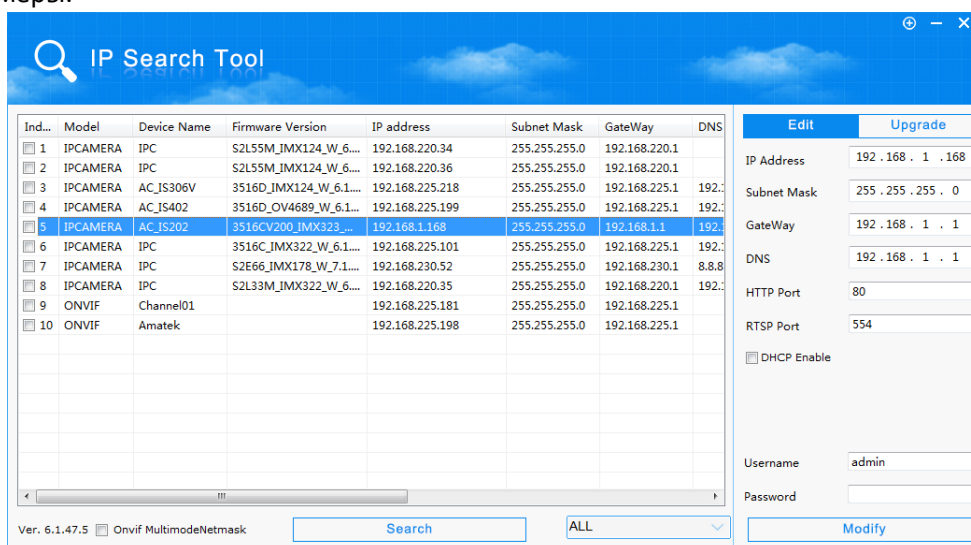 IP Search Tool
Ind... Model Device Name Firmware Version IP address Subnet Mask GateWay DNS
1 IPCAMERA IPC S2L55M_IMX124_W_6.... 192.168.220.34 255.255.255.0 192.168.220.1
2 IPCAMERA IPC S2L55M_IMX124_W_6.... 192.168.220.36 255.255.255.0 192.168.220.1
3 IPCAMERA AC_IS306V 3516D_IMX124_W_6.1.... 192.168.225.218 255.255.255.0 192.168.225.1 192.:
4 IPCAMERA AC_IS402 3516D_OV4689_W_6.1... 192.168.225.199 255.255.255.0 192.168.225.1 192.:
5 IPCAMERA AC_IS202 3516CV200_IMX323_... 192.168.1.168 255.255.255.0 192.168.1.1 192.:
6 IPCAMERA IPC 3516C_IMX322_W_6.1.... 192.168.225.101 255.255.255.0 192.168.225.1 192.:
7 IPCAMERA IPC S2E66_IMX178_W_7.1.... 192.168.230.52 255.255.255.0 192.168.230.1 8.8.8
8 IPCAMERA IPC S2L33M_IMX322_W_6... 192.168.220.35 255.255.255.0 192.168.220.1 192.:
9 ONVIF Channel01 192.168.225.181 255.255.255.0 192.168.225.1
10 ONVIF Amatek 192.168.225.198 255.255.255.0 192.168.225.1
Ver. 6.1.47.5 Onvif MultimodeNetmask Search ALL
Edit Upgrade
IP Address 192 . 168 . 1 . 168
Subnet Mask 255 . 255 . 255 . 0
GateWay 192 . 168 . 1 . 1
DNS 192 . 168 . 1 . 1
HTTP Port 80
RTSP Port 554
DHCP Enable
Username admin
Password
Modify